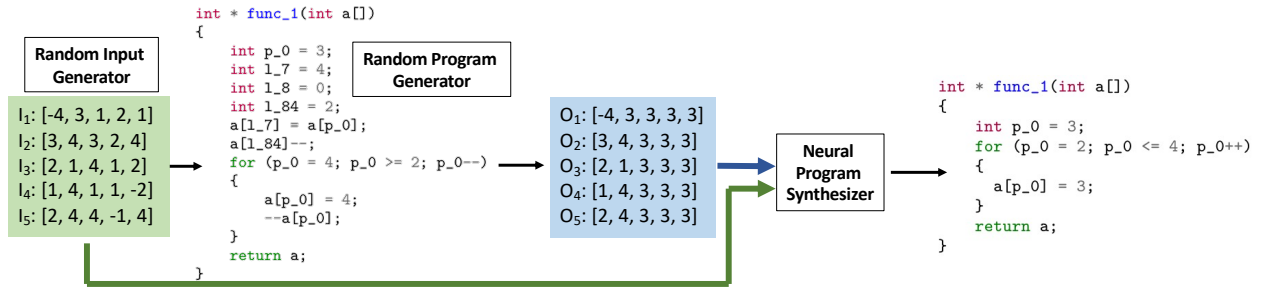 Random Input
Generator
I1: [-4, 3, 1, 2, 1]
I2: [3, 4, 3, 2, 4]
I3: [2, 1, 4, 1, 2]
I4: [1, 4, 1, 1, -2]
I5: [2, 4, 4, -1, 4]
int * func_1(int a[])
{
int p_0 = 3;
int l_7 = 4;
int l_8 = 0;
int l_84 = 2;
a[l_7] = a[p_0];
a[l_84]--;
for (p_0 = 4; p_0 >= 2; p_0--)
{
a[p_0] = 4;
--a[p_0];
}
return a;
}
Random Program
Generator
O1: [-4, 3, 3, 3, 3]
O2: [3, 4, 3, 3, 3]
O3: [2, 1, 3, 3, 3]
O4: [1, 4, 3, 3, 3]
O5: [2, 4, 3, 3, 3]
Neural
Program
Synthesizer
int * func_1(int a[])
{
int p_0 = 3;
for (p_0 = 2; p_0 <= 4; p_0++)
{
a[p_0] = 3;
}
return a;
}